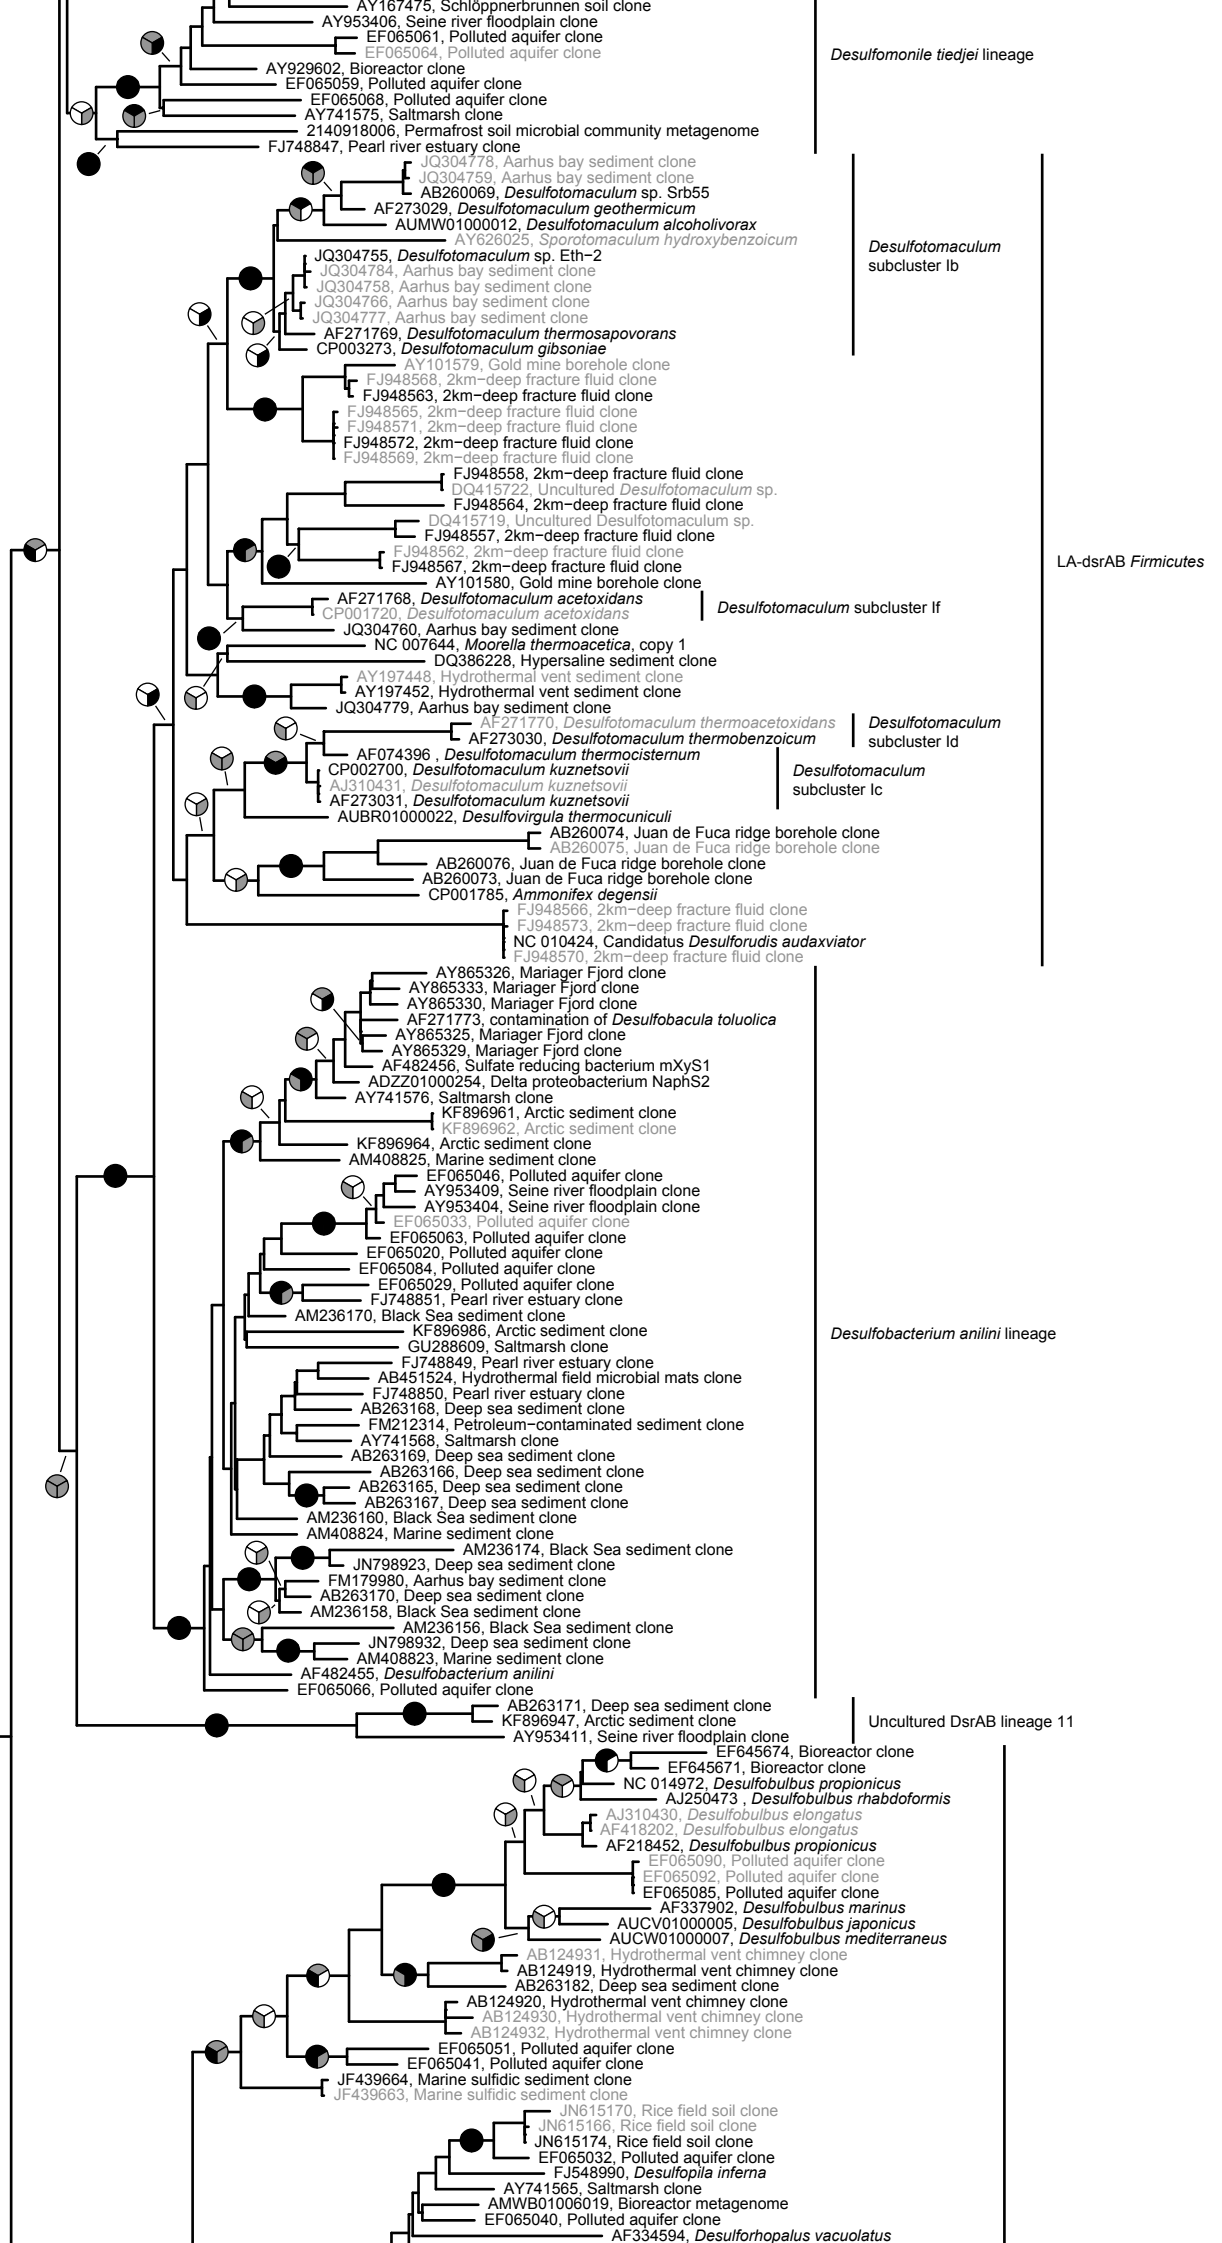 AY167475, Schlöppnerbrunnen soil clone
AY953406, Seine river floodplain clone
EF065061, Polluted aquifer clone
EF065064, Polluted aquifer clone
Desulfomonile tiedjei lineage
AY929602, Bioreactor clone
EF065059, Polluted aquifer clone
EF065068, Polluted aquifer clone
AY741575, Saltmarsh clone
2140918006, Permafrost soil microbial community metagenome
FJ748847, Pearl river estuary clone
JQ304778, Aarhus bay sediment clone
JQ304759, Aarhus bay sediment clone
AB260069, Desulfotomaculum sp. Srb55
AF273029, Desulfotomaculum geothermicum
AUMW01000012, Desulfotomaculum alcoholivorax
AY626025, Sporotomaculum hydroxybenzoicum
Desulfotomaculum
subcluster Ib
JQ304755, Desulfotomaculum sp. Eth−2
JQ304784, Aarhus bay sediment clone
JQ304758, Aarhus bay sediment clone
JQ304766, Aarhus bay sediment clone
JQ304777, Aarhus bay sediment clone
AF271769, Desulfotomaculum thermosapovorans
CP003273, Desulfotomaculum gibsoniae
AY101579, Gold mine borehole clone
FJ948568, 2km−deep fracture fluid clone
FJ948563, 2km−deep fracture fluid clone
FJ948565, 2km−deep fracture fluid clone
FJ948571, 2km−deep fracture fluid clone
FJ948572, 2km−deep fracture fluid clone
FJ948569, 2km−deep fracture fluid clone
FJ948558, 2km−deep fracture fluid clone
DQ415722, Uncultured Desulfotomaculum sp.
FJ948564, 2km−deep fracture fluid clone
DQ415719, Uncultured Desulfotomaculum sp.
FJ948557, 2km−deep fracture fluid clone
FJ948562, 2km−deep fracture fluid clone
LA-dsrAB Firmicutes
FJ948567, 2km−deep fracture fluid clone
AY101580, Gold mine borehole clone
AF271768, Desulfotomaculum acetoxidans
Desulfotomaculum subcluster If
CP001720, Desulfotomaculum acetoxidans
JQ304760, Aarhus bay sediment clone
NC 007644, Moorella thermoacetica, copy 1
DQ386228, Hypersaline sediment clone
AY197448, Hydrothermal vent sediment clone
AY197452, Hydrothermal vent sediment clone
JQ304779, Aarhus bay sediment clone
AF271770, Desulfotomaculum thermoacetoxidans
AF273030, Desulfotomaculum thermobenzoicum
Desulfotomaculum
subcluster Id
AF074396 , Desulfotomaculum thermocisternum
CP002700, Desulfotomaculum kuznetsovii
AJ310431, Desulfotomaculum kuznetsovii
AF273031, Desulfotomaculum kuznetsovii
Desulfotomaculum
subcluster Ic
AUBR01000022, Desulfovirgula thermocuniculi
AB260074, Juan de Fuca ridge borehole clone
AB260075, Juan de Fuca ridge borehole clone
AB260076, Juan de Fuca ridge borehole clone
AB260073, Juan de Fuca ridge borehole clone
CP001785, Ammonifex degensii
FJ948566, 2km−deep fracture fluid clone
FJ948573, 2km−deep fracture fluid clone
NC 010424, Candidatus Desulforudis audaxviator
FJ948570, 2km−deep fracture fluid clone
AY865326, Mariager Fjord clone
AY865333, Mariager Fjord clone
AY865330, Mariager Fjord clone
AF271773, contamination of Desulfobacula toluolica
AY865325, Mariager Fjord clone
AY865329, Mariager Fjord clone
AF482456, Sulfate reducing bacterium mXyS1
ADZZ01000254, Delta proteobacterium NaphS2
AY741576, Saltmarsh clone
KF896961, Arctic sediment clone
KF896962, Arctic sediment clone
KF896964, Arctic sediment clone
AM408825, Marine sediment clone
EF065046, Polluted aquifer clone
AY953409, Seine river floodplain clone
AY953404, Seine river floodplain clone
EF065033, Polluted aquifer clone
EF065063, Polluted aquifer clone
EF065020, Polluted aquifer clone
EF065084, Polluted aquifer clone
EF065029, Polluted aquifer clone
FJ748851, Pearl river estuary clone
AM236170, Black Sea sediment clone
KF896986, Arctic sediment clone
Desulfobacterium anilini lineage
GU288609, Saltmarsh clone
FJ748849, Pearl river estuary clone
AB451524, Hydrothermal field microbial mats clone
FJ748850, Pearl river estuary clone
AB263168, Deep sea sediment clone
FM212314, Petroleum−contaminated sediment clone
AY741568, Saltmarsh clone
AB263169, Deep sea sediment clone
AB263166, Deep sea sediment clone
AB263165, Deep sea sediment clone
AB263167, Deep sea sediment clone
AM236160, Black Sea sediment clone
AM408824, Marine sediment clone
AM236174, Black Sea sediment clone
JN798923, Deep sea sediment clone
FM179980, Aarhus bay sediment clone
AB263170, Deep sea sediment clone
AM236158, Black Sea sediment clone
AM236156, Black Sea sediment clone
JN798932, Deep sea sediment clone
AM408823, Marine sediment clone
AF482455, Desulfobacterium anilini
EF065066, Polluted aquifer clone
AB263171, Deep sea sediment clone
KF896947, Arctic sediment clone
Uncultured DsrAB lineage 11
AY953411, Seine river floodplain clone
EF645674, Bioreactor clone
EF645671, Bioreactor clone
NC 014972, Desulfobulbus propionicus
AJ250473 , Desulfobulbus rhabdoformis
AJ310430, Desulfobulbus elongatus
AF418202, Desulfobulbus elongatus
AF218452, Desulfobulbus propionicus
EF065090, Polluted aquifer clone
EF065092, Polluted aquifer clone
EF065085, Polluted aquifer clone
AF337902, Desulfobulbus marinus
AUCV01000005, Desulfobulbus japonicus
AUCW01000007, Desulfobulbus mediterraneus
AB124931, Hydrothermal vent chimney clone
AB124919, Hydrothermal vent chimney clone
AB263182, Deep sea sediment clone
AB124920, Hydrothermal vent chimney clone
AB124930, Hydrothermal vent chimney clone
AB124932, Hydrothermal vent chimney clone
EF065051, Polluted aquifer clone
EF065041, Polluted aquifer clone
JF439664, Marine sulfidic sediment clone
JF439663, Marine sulfidic sediment clone
JN615170, Rice field soil clone
JN615166, Rice field soil clone
JN615174, Rice field soil clone
EF065032, Polluted aquifer clone
FJ548990, Desulfopila inferna
AY741565, Saltmarsh clone
AMWB01006019, Bioreactor metagenome
EF065040, Polluted aquifer clone
AF334594, Desulforhopalus vacuolatus